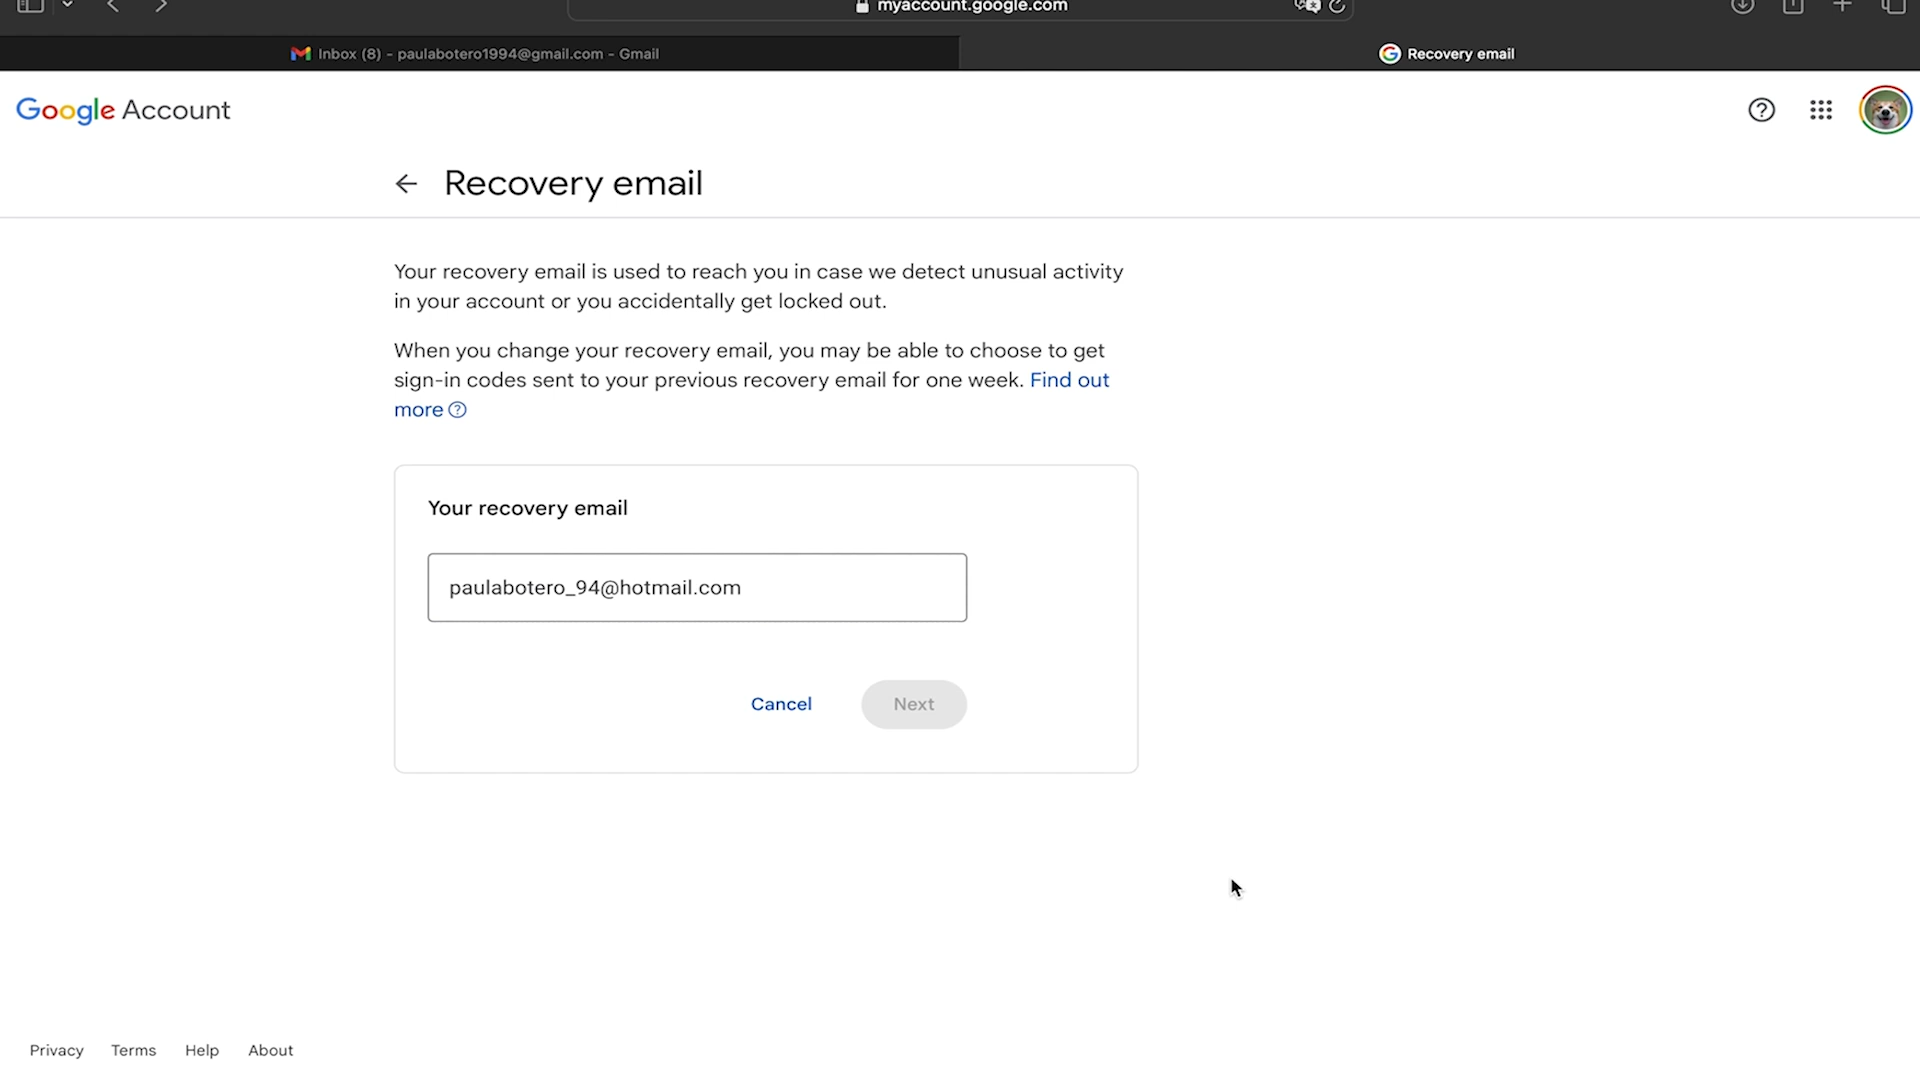 myaccount.google.com
Inbox (8) - paulabotero1994@gmail.com - Gmail
Recovery email
Google Account
Recovery email
Your recovery email is used to reach you in case we detect unusual activity
in your account or you accidentally get locked out.
When you change your recovery email, you may be able to choose to get
sign-in codes sent to your previous recovery email for one week. Find out
more
Your recovery email
paulabotero_94@hotmail.com
Cancel
Next
Privacy
Terms
Help
About